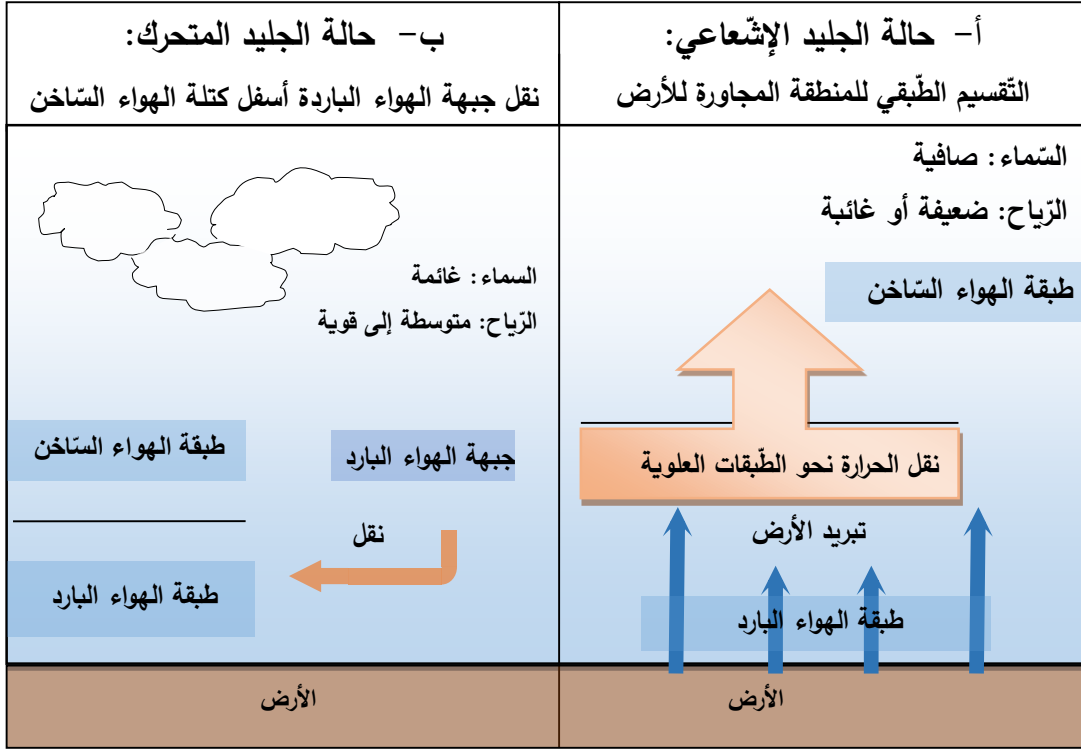 أ- حالة الجليد الإشّعاعي:
التّقسيم الطّبقي للمنطقة المجاورة للأرض
السّماء: صافية
الرّياح: ضعيفة أو غائبة
طبقة الهواء السّاخن
نقل الحرارة نحو الطّبقات العلوية
تبريد الأرض
طبقة الهواء البارد
الأرض
ب- حالة الجليد المتحرك:
نقل جبهة الهواء الباردة أسفل كتلة الهواء السّاخن
السماء: غائمة
الرّياح: متوسطة إلى قوية
جبهة الهواء البارد
طبقة الهواء السّاخن
نقل
طبقة الهواء البارد
الأرض